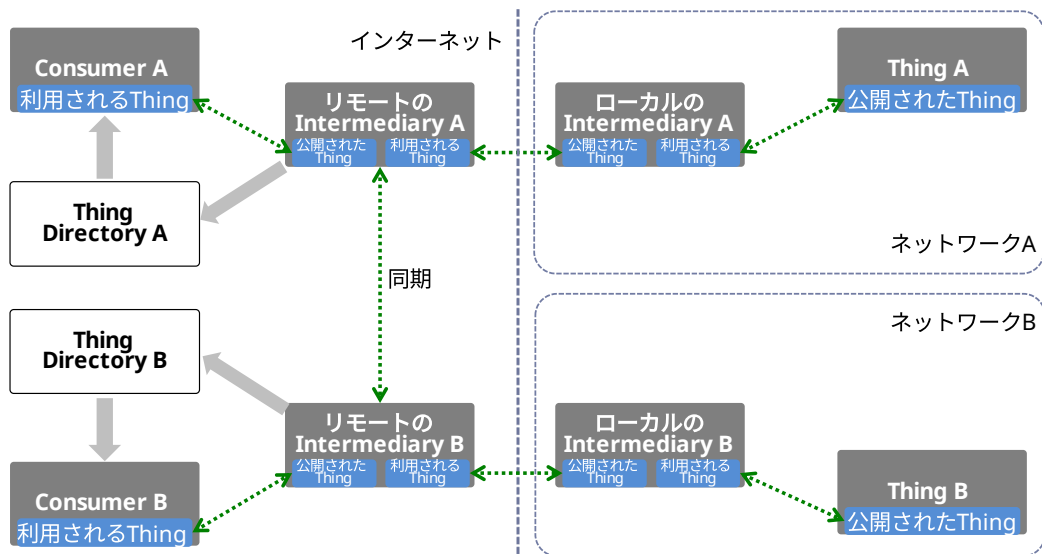 インターネット
Consumer A
利用されるThing
リモートの
Intermediary A
公開された
Thing
利用される
Thing
ローカルの
Intermediary A
公開された
Thing
利用される
Thing
Thing A
公開されたThing
Thing
Directory A
ネットワークA
同期
Thing
Directory B
ネットワークB
リモートの
Intermediary B
公開された
Thing
利用される
Thing
ローカルの
Intermediary B
公開された
Thing
利用される
Thing
Consumer B
利用されるThing
Thing B
公開されたThing